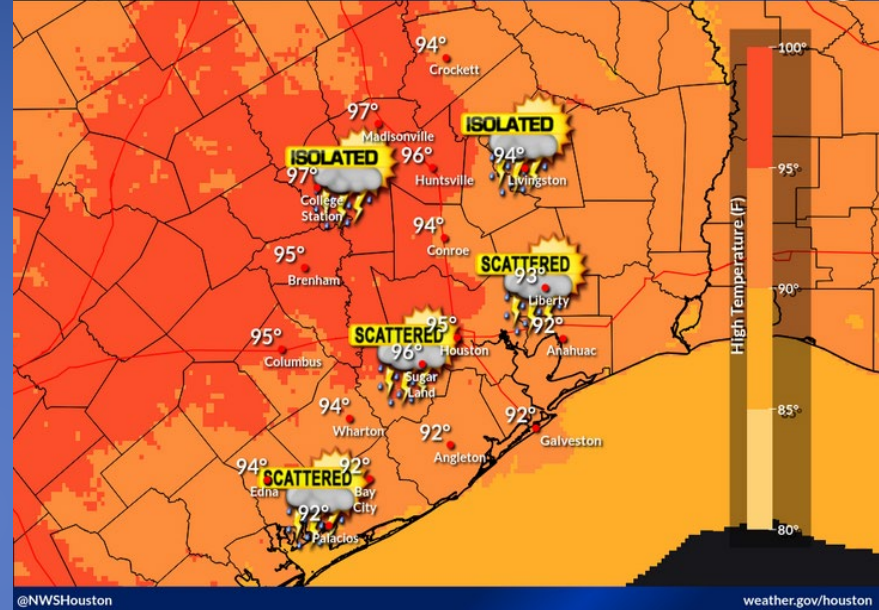 94°
Crockett
97°
Madisonville
ISOLATED
94°
Livingston
ISOLATED
97°
College
Station
96°
Huntsville
94°
Conroe
95°
Brenham
SCATTERED
93°
Liberty
92°
Anahuac
SCATTERED
95°
Houston
96°
Sugar
Land
95°
Columbus
94°
Wharton
92°
Angleton
92°
Galveston
94°
Edna
SCATTERED
92°
Bay
City
92°
Palacios
High Temperature (F)
100°
95°
90°
85°
80°
@NWSHouston
weather.gov/houston